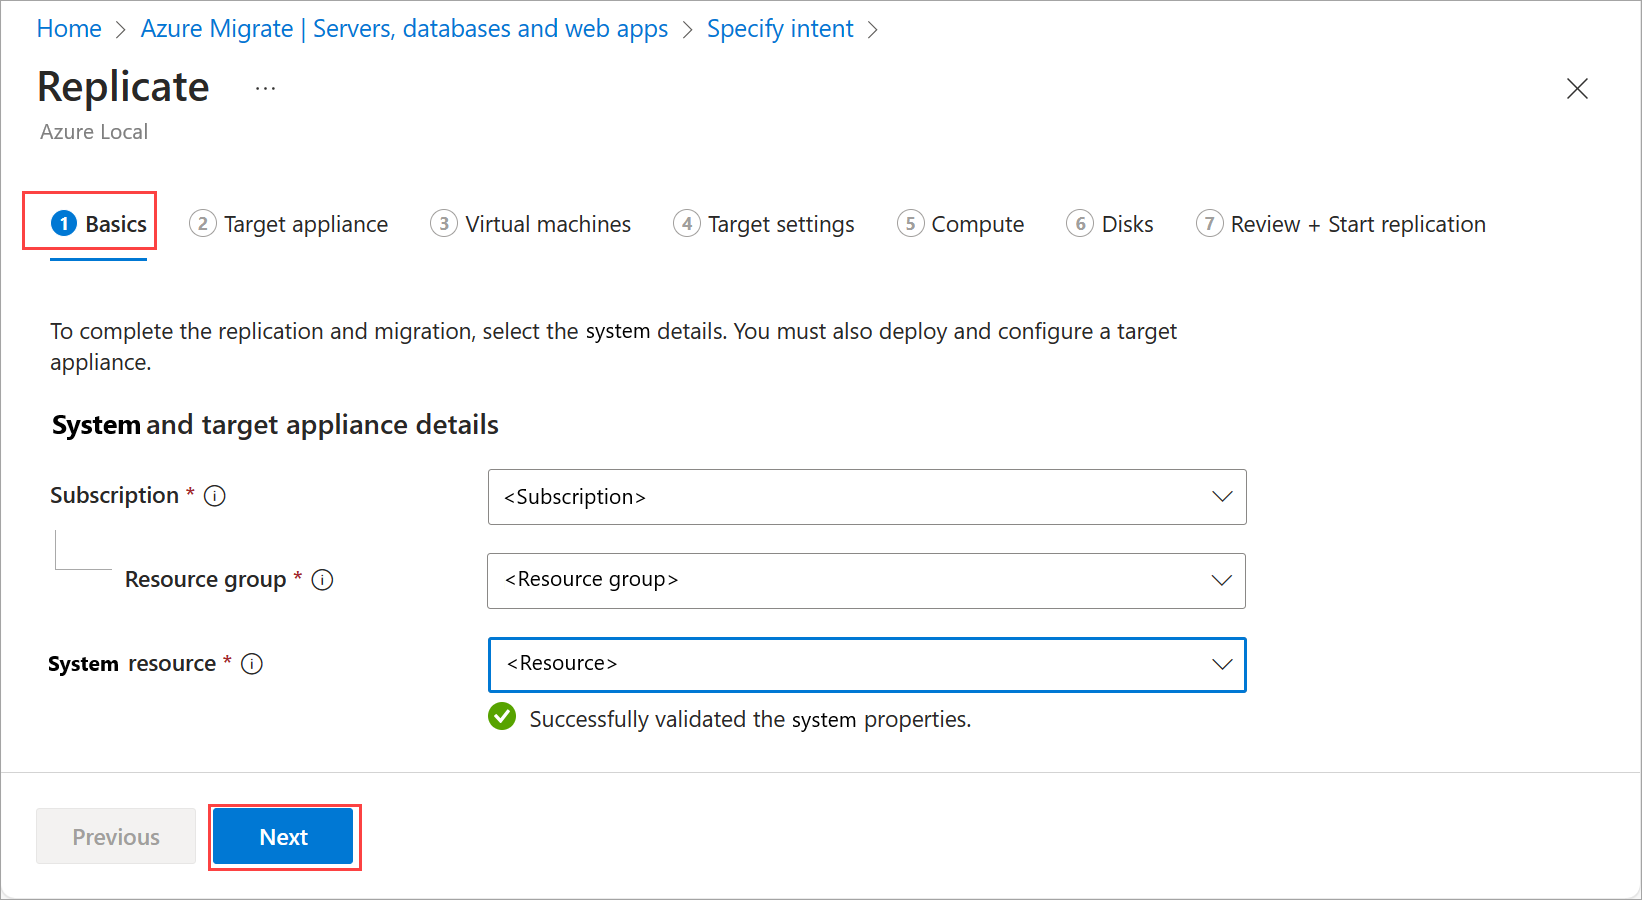 Home > Azure Migrate | Servers, databases and web apps > Specify intent >
Replicate ...
Azure Local
1 Basics 2 Target appliance 3 Virtual machines 4 Target settings 5 Compute 6 Disks 7 Review + Start replication
To complete the replication and migration, select the system details. You must also deploy and configure a target
appliance.
System and target appliance details
Subscription * i <Subscription>
Resource group * i <Resource group>
System resource * i <Resource>
Successfully validated the system properties.
Previous Next